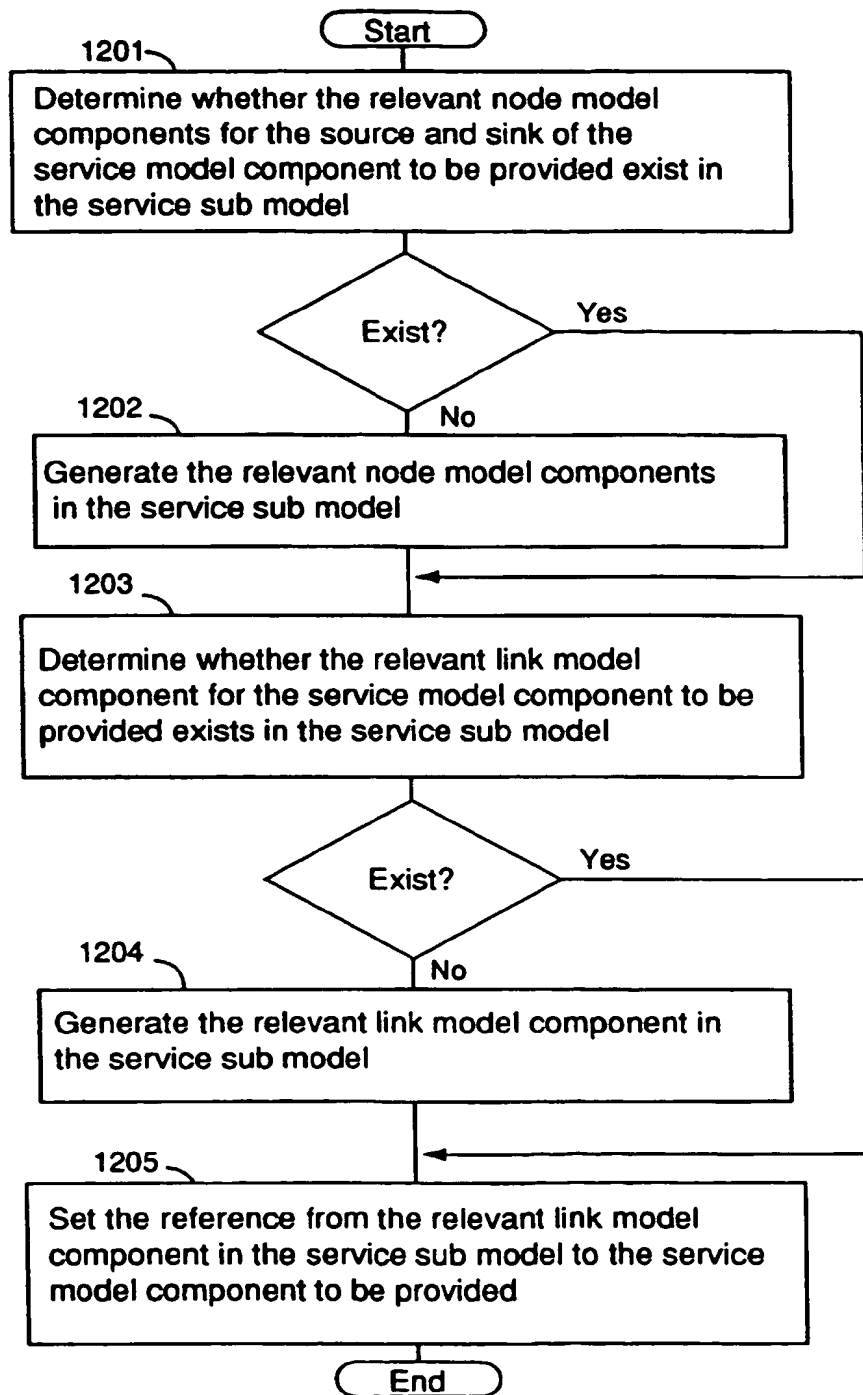 Start
1201
Determine whether the relevant node model
components for the source and sink of the
service model component to be provided exist in
the service sub model
Exist?
Yes
No
1202
Generate the relevant node model components
in the service sub model
1203
Determine whether the relevant link model
component for the service model component to be
provided exists in the service sub model
Exist?
Yes
No
1204
Generate the relevant link model component in
the service sub model
1205
Set the reference from the relevant link model
component in the service sub model to the service
model component to be provided
End